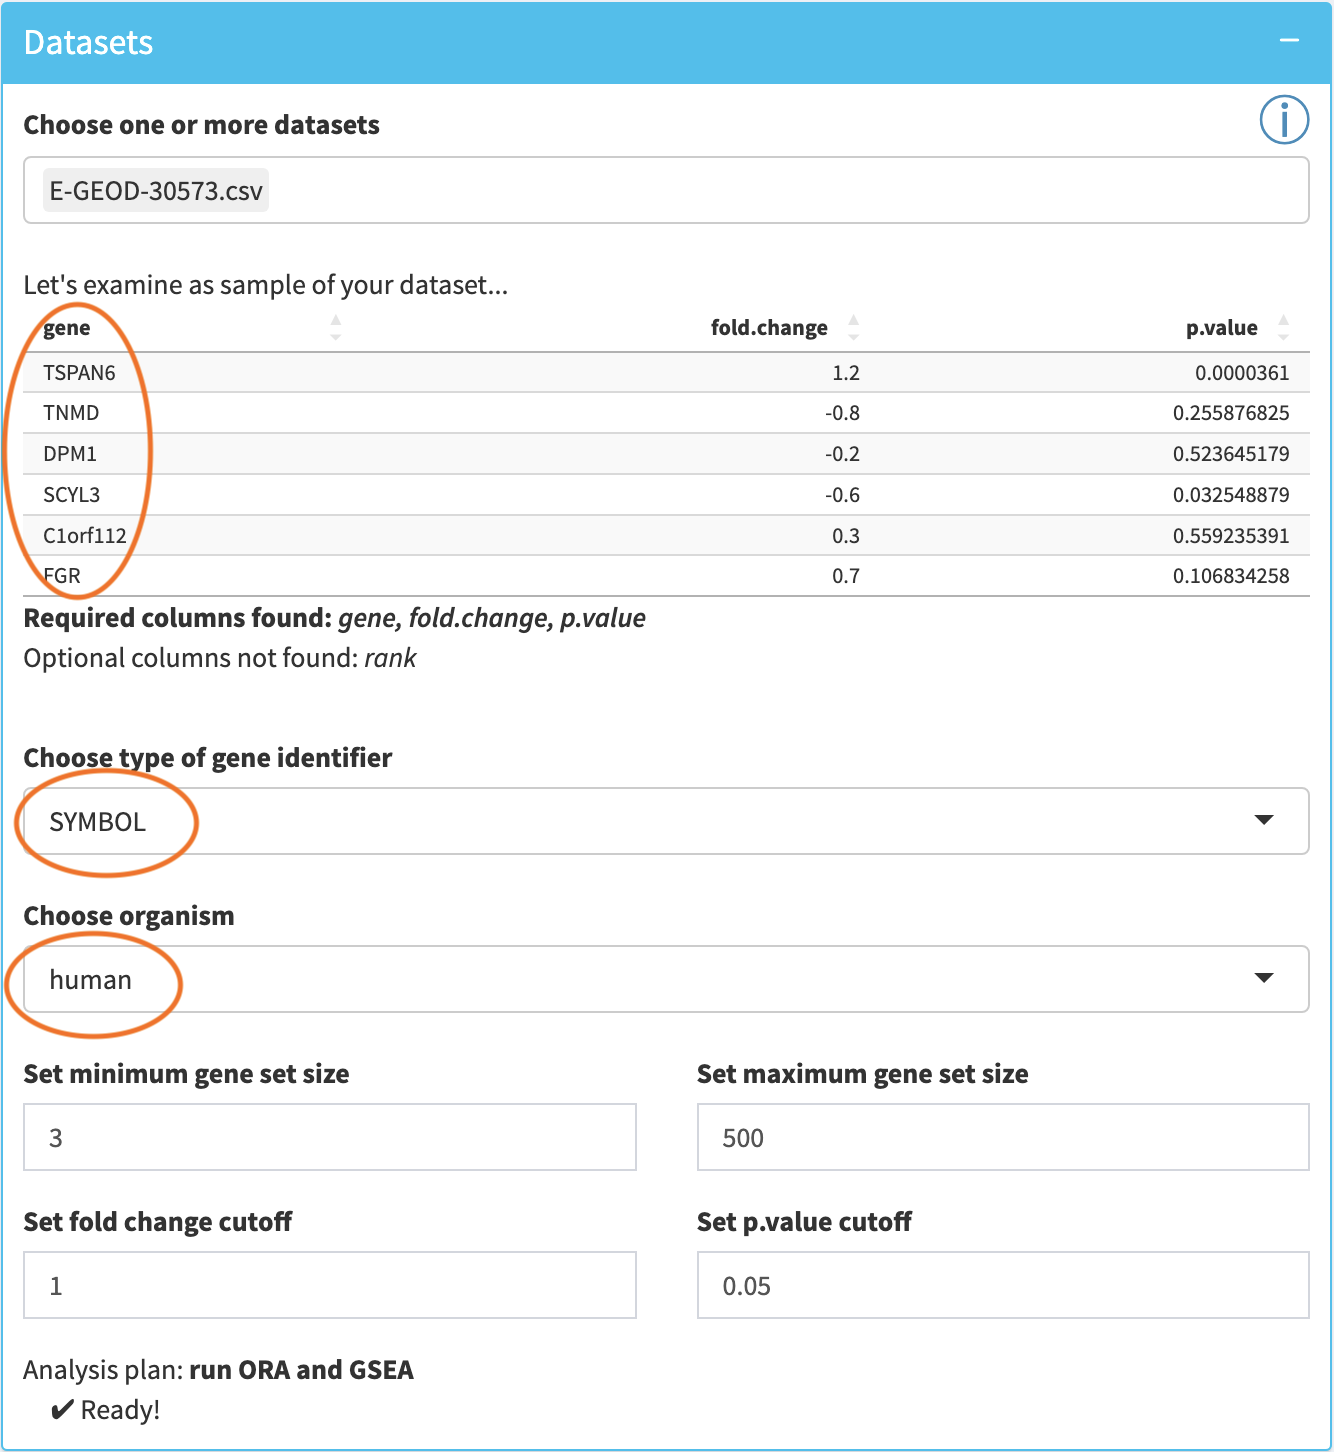 Datasets
Choose one or more datasets
E-GEOD-30573.csv
Let's examine as sample of your dataset...
gene fold.change p.value
TSPAN6 1.2 0.0000361
TNMD -0.8 0.255876825
DPM1 -0.2 0.523645179
SCYL3 -0.6 0.032548879
C1orf112 0.3 0.559235391
FGR 0.7 0.106834258
Required columns found: gene, fold.change, p.value
Optional columns not found: rank
Choose type of gene identifier
SYMBOL
Choose organism
human
Set minimum gene set size Set maximum gene set size
3 500
Set fold change cutoff Set p.value cutoff
1 0.05
Analysis plan: run ORA and GSEA
✔ Ready!